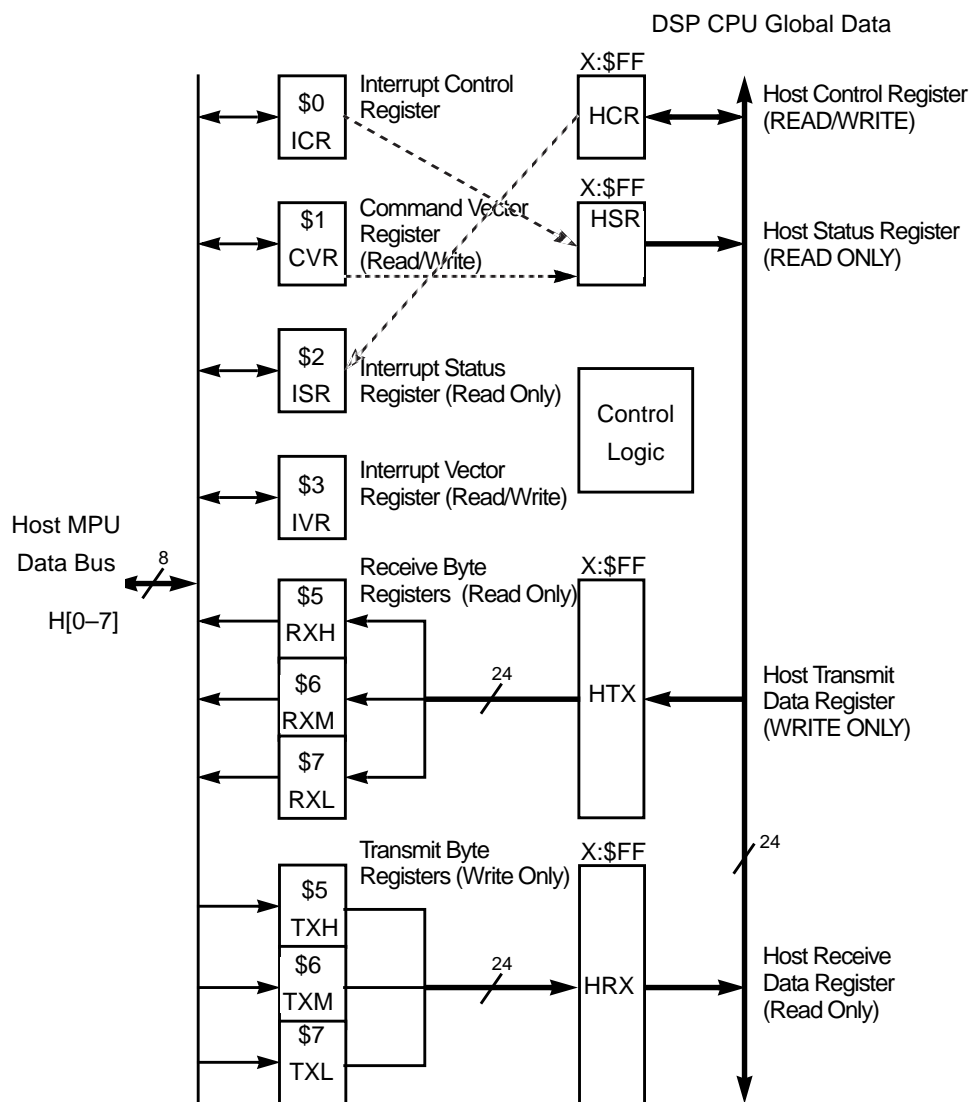 DSP CPU Global Data
$0
ICR
Interrupt Control
Register
X:$FF
HCR
Host Control Register
(READ/WRITE)
$1
CVR
Command Vector
Register
(Read/Write)
X:$FF
HSR
Host Status Register
(READ ONLY)
$2
ISR
Interrupt Status
Register (Read Only)
Control
Logic
$3
IVR
Interrupt Vector
Register (Read/Write)
Host MPU
Data Bus
8
H[0–7]
Receive Byte
Registers (Read Only)
$5
RXH
$6
RXM
$7
RXL
24
X:$FF
HTX
Host Transmit
Data Register
(WRITE ONLY)
24
Transmit Byte
Registers (Write Only)
$5
TXH
$6
TXM
$7
TXL
24
X:$FF
HRX
Host Receive
Data Register
(Read Only)